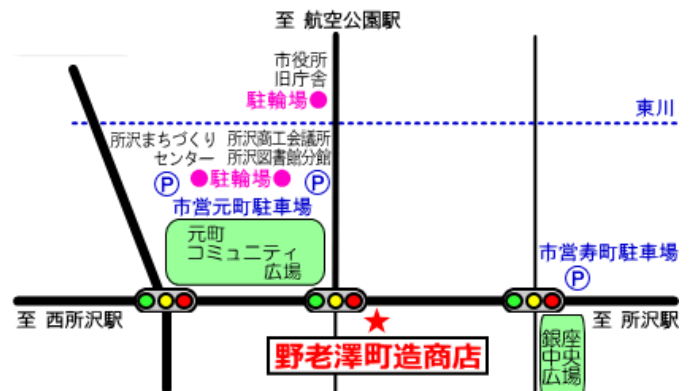 至 航空公園駅
市役所
旧庁舎
駐輪場
東川
所沢まちづくり
センター
所沢商工会議所
所沢図書館分館
P
駐輪場
P
市営元町駐車場
元町
コミュニティ
広場
市営寿町駐車場
P
至 西所沢駅
至 所沢駅
野老澤町造商店
銀座
中央
広場